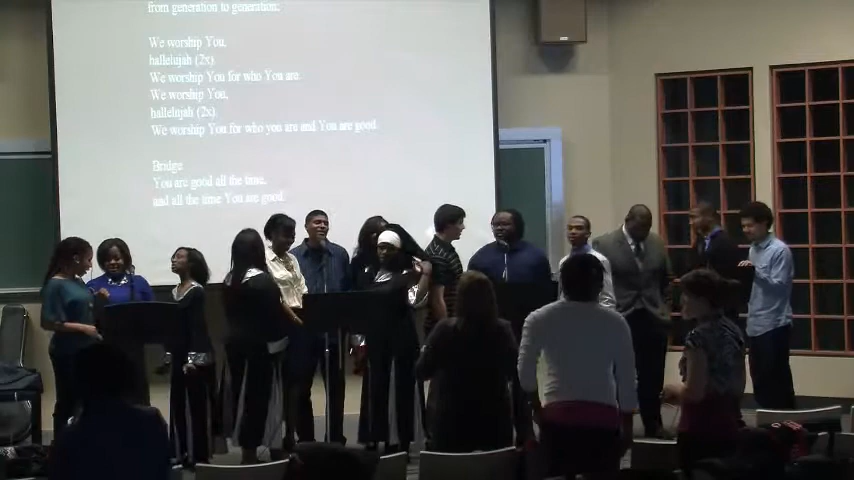 from generation to generation;
We worship You,
hallelujah (2x).
We worship You for who You are.
We worship You,
hallelujah (2x).
We worship You for who you are and You are good.
Bridge
You are good all the time,
and all the time You are good.